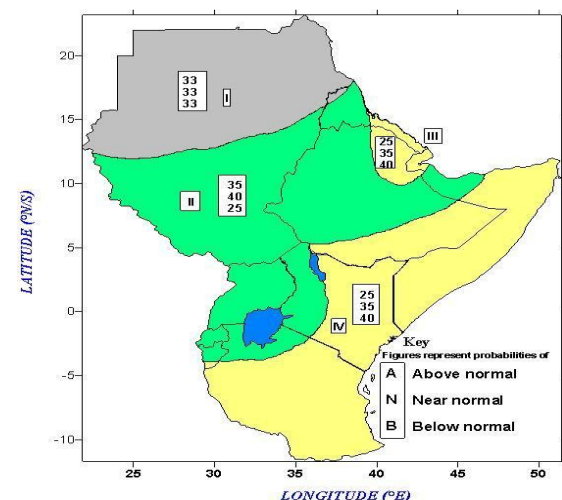 20
15
10
5
0
-5
-10
LATITUDE (°N/S)
33
33
33
I
25
35
40
III
II
35
40
25
25
35
40
IV
Key
Figures represent probabilities of
A Above normal
N Near normal
B Below normal
25 30 35 40 45 50
LONGITUDE (°E)